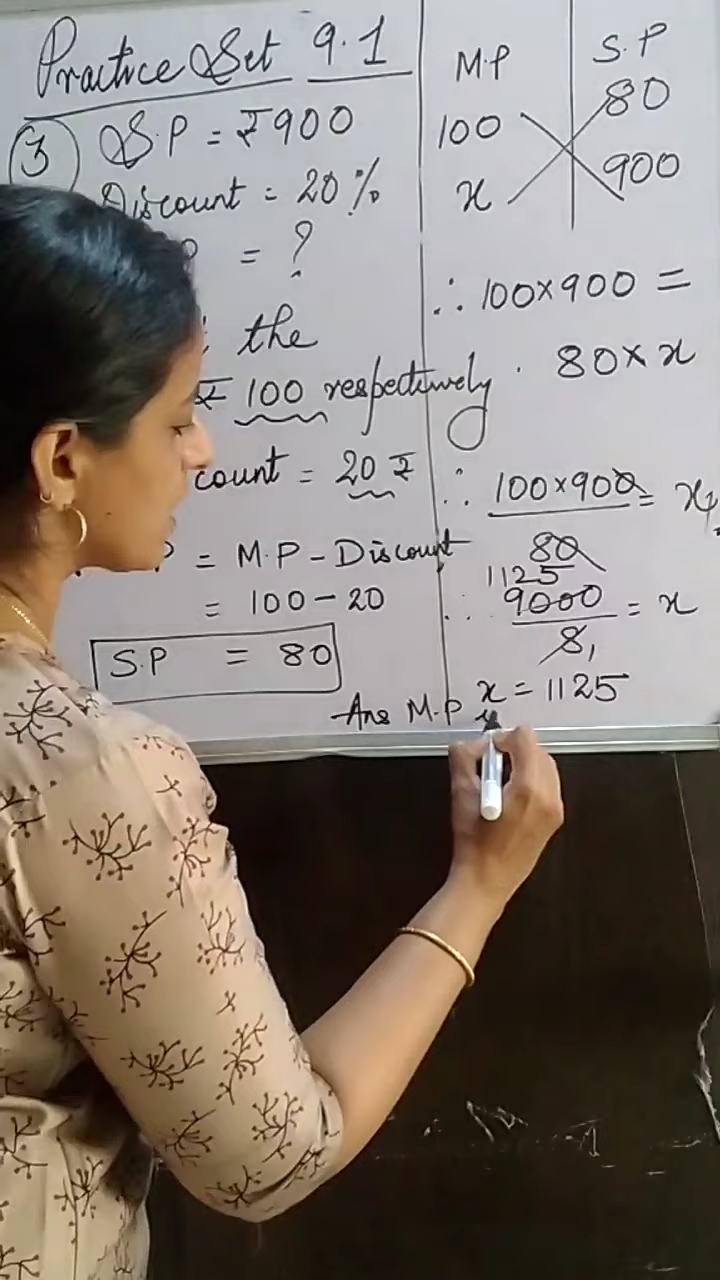 Practice Set 9.1
3 S.P = ₹900
Discount = 20%
= ?
the
₹ 100 respectively.
count = 20 ₹
= M.P - Discount
= 100 - 20
S.P = 80
M.P S.P
100 80
x 900
∴ 100×900 =
80×x
∴ 100×900 = x
80
1125
∴ 9000 = x
8 1
x = 1125
Ans M.P